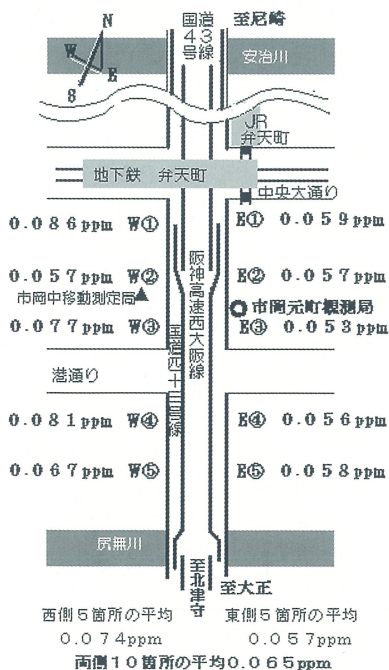 国道43号線
至尼崎
N
W
E
S
安治川
JR
弁天町
地下鉄 弁天町
中央大通り
0.086ppm W①
E① 0.059ppm
0.057ppm W②
E② 0.057ppm
市岡中移動測定局▲
◎市岡元町観測局
0.077ppm W③
E③ 0.053ppm
阪神高速西大阪線
国道四十三号線
港通り
0.081ppm W④
E④ 0.056ppm
0.067ppm W⑤
E⑤ 0.058ppm
尻無川
至北津守
至大正
西側5箇所の平均
0.074ppm
東側5箇所の平均
0.057ppm
両側10箇所の平均0.065ppm